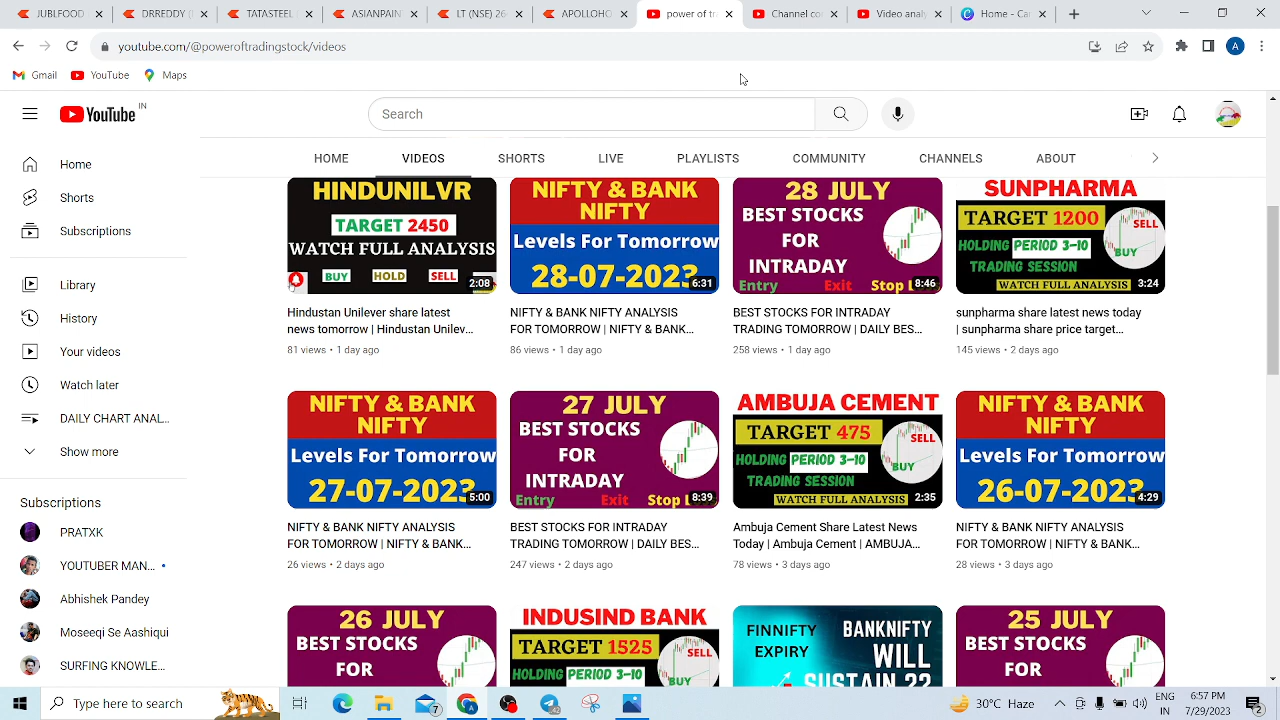 JUBLFOOD
DRREDDY (
TATASTEEL
FINNIFTY
BANKNIFTY
LT (NSE) 26-
APOLLOHO
power of tr
Channel co
Video analy
Home - Can
youtube.com/@poweroftradingstock/videos
A
Gmail
YouTube
Maps
YouTube
IN
Search
HOME
VIDEOS
SHORTS
LIVE
PLAYLISTS
COMMUNITY
CHANNELS
ABOUT
Home
Shorts
Subscriptions
Library
History
Your videos
Watch later
DAILY CHART ANAL...
Show more
Subscriptions
PRATXK
YOUTUBER MAN...
Abhishek Pandey
Moseeqi Se Aashiqui
SURFING KNOWLE...
HINDUNILVR
TARGET 2450
WATCH FULL ANALYSIS
BUY HOLD SELL
2:08
Hindustan Unilever share latest
news tomorrow | Hindustan Unilev...
81 views • 1 day ago
NIFTY & BANK
NIFTY
Levels For Tomorrow
28-07-2023
6:31
NIFTY & BANK NIFTY ANALYSIS
FOR TOMORROW | NIFTY & BANK...
86 views • 1 day ago
28 JULY
BEST STOCKS
FOR
INTRADAY
Entry Exit Stop L
8:46
BEST STOCKS FOR INTRADAY
TRADING TOMORROW | DAILY BES...
258 views • 1 day ago
SUNPHARMA
TARGET 1200
SELL
HOLDING PERIOD 3-10
BUY
TRADING SESSION
WATCH FULL ANALYSIS
3:24
sunpharma share latest news today
| sunpharma share price target...
145 views • 2 days ago
NIFTY & BANK
NIFTY
Levels For Tomorrow
27-07-2023
5:00
NIFTY & BANK NIFTY ANALYSIS
FOR TOMORROW | NIFTY & BANK...
26 views • 2 days ago
27 JULY
BEST STOCKS
FOR
INTRADAY
Entry Exit Stop L
8:39
BEST STOCKS FOR INTRADAY
TRADING TOMORROW | DAILY BES...
247 views • 2 days ago
AMBUJA CEMENT
TARGET 475
SELL
HOLDING PERIOD 3-10
BUY
TRADING SESSION
WATCH FULL ANALYSIS
2:35
Ambuja Cement Share Latest News
Today | Ambuja Cement | AMBUJA...
78 views • 3 days ago
NIFTY & BANK
NIFTY
Levels For Tomorrow
26-07-2023
4:29
NIFTY & BANK NIFTY ANALYSIS
FOR TOMORROW | NIFTY & BANK...
28 views • 3 days ago
26 JULY
BEST STOCKS
FOR
INDUSIND BANK
TARGET 1525
SELL
HOLDING PERIOD 3-10
BUY
FINNIFTY
EXPIRY
BANKNIFTY
WILL
SUSTAIN 22
25 JULY
BEST STOCKS
FOR
Type here to search
7
30°C Haze
ENG
IN
6:57 PM
7/29/2023
2